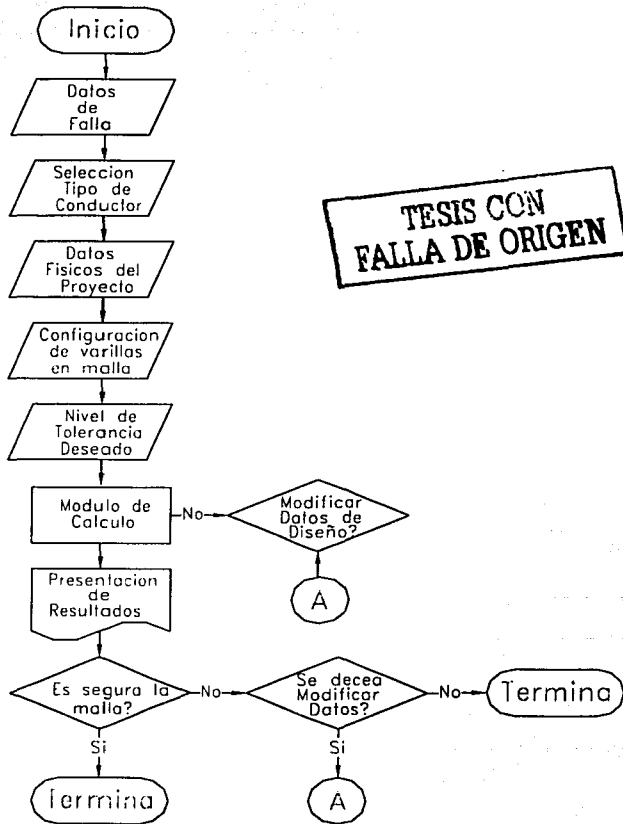 Inicio
Datos
de
Falla
Seleccion
Tipo de
Conductor
TESIS CON
FALLA DE ORIGEN
Datos
Fisicos del
Proyecto
Configuracion
de varillas
en malla
Nivel de
Tolerancia
Deseado
Modulo de
Calculo
No
Modificar
Datos de
Diseño?
Presentacion
de
Resultados
A
Es segura la
malla?
No
Se decea
Modificar
Datos?
No
Termina
Si
Si
Termina
A